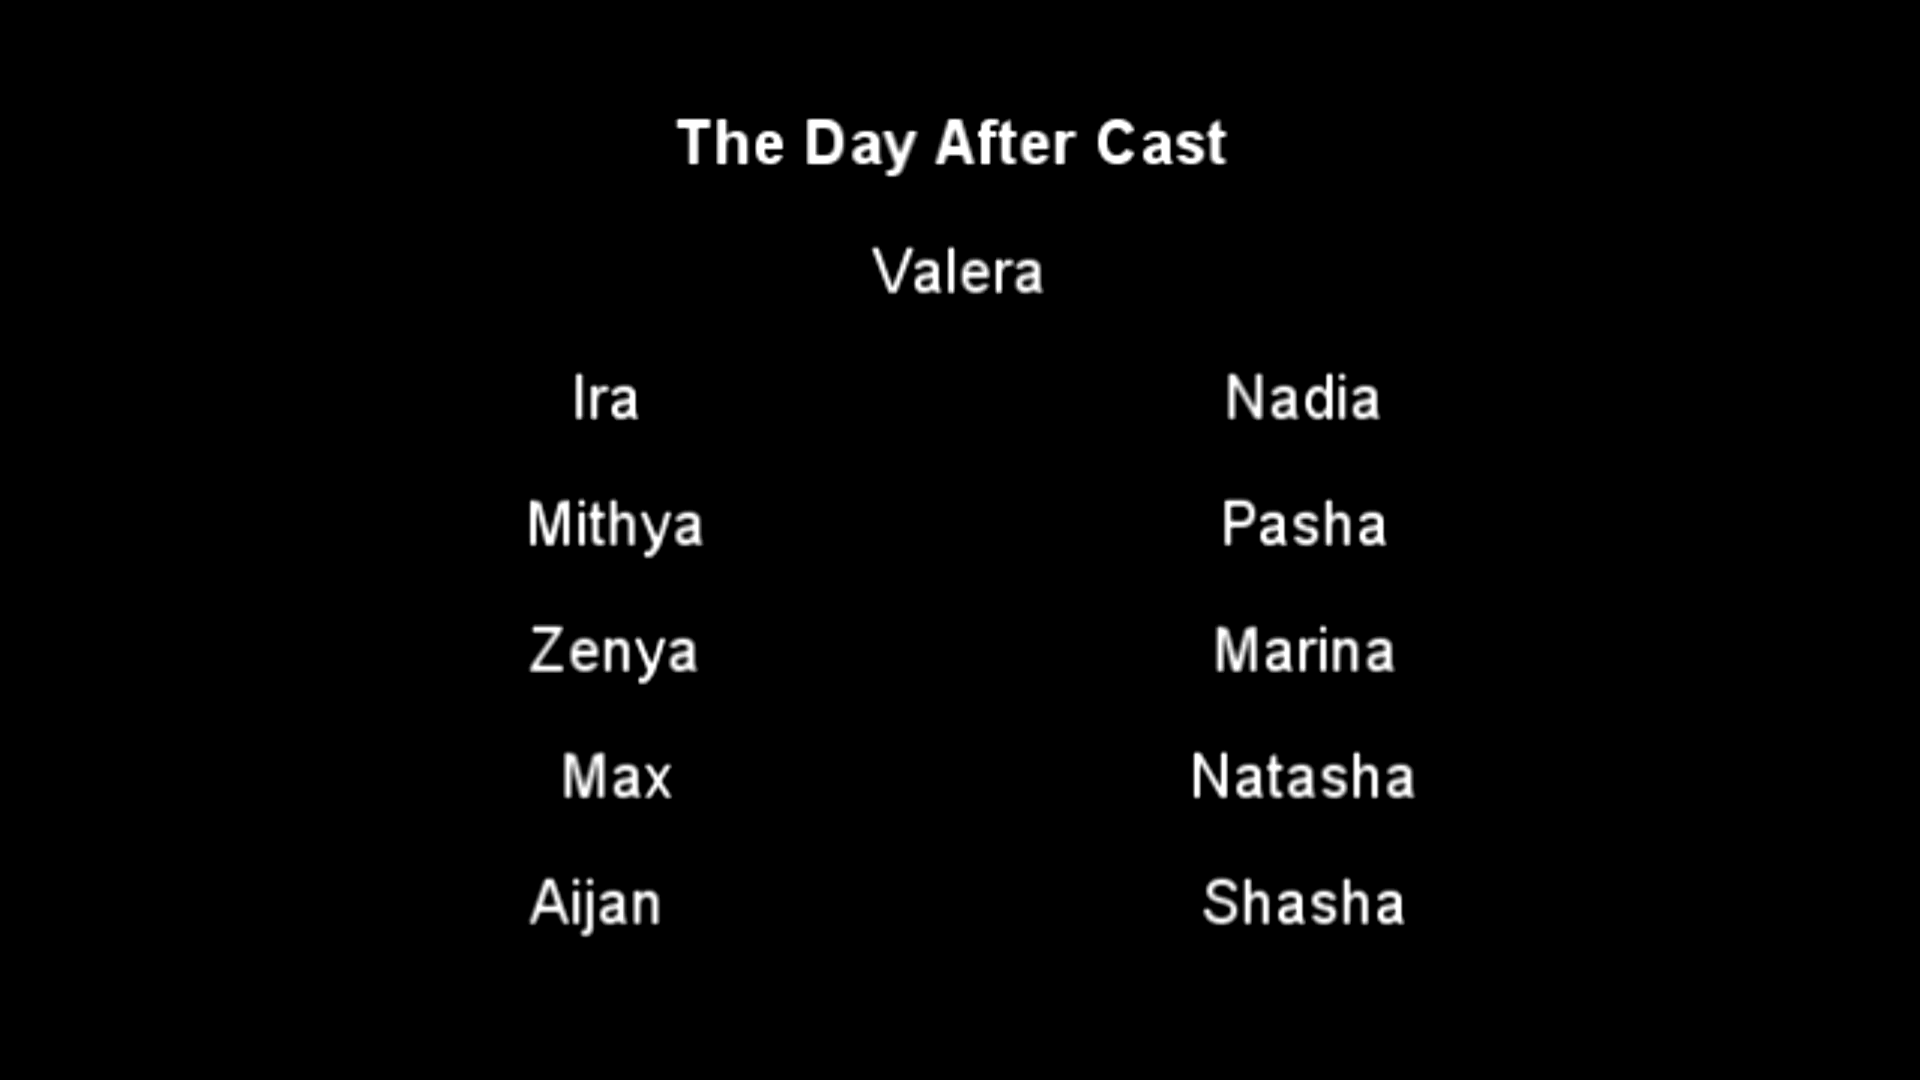 The Day After Cast
Valera
Ira Nadia
Mithya Pasha
Zenya Marina
Max Natasha
Aijan Shasha